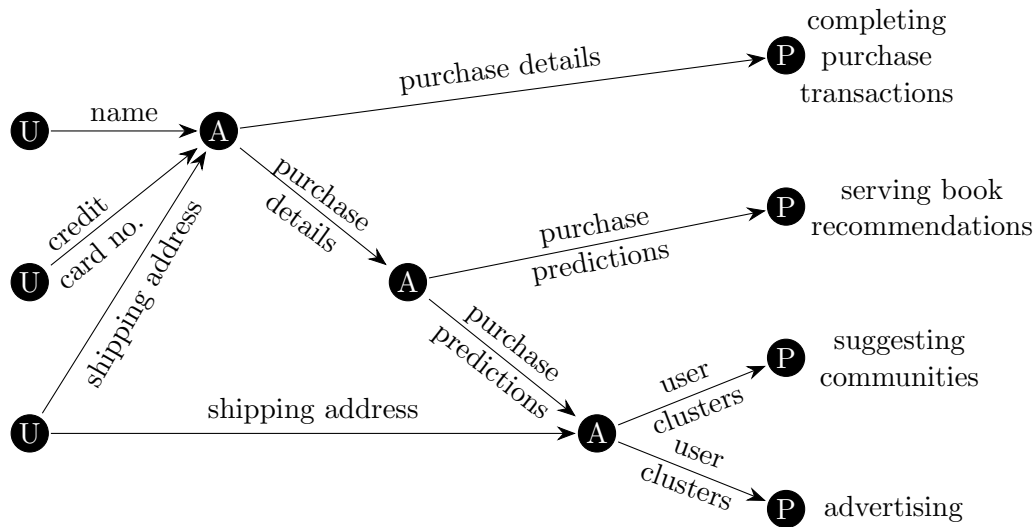 completing
P
purchase
transactions
purchase details
name
U
A
purchase
details
credit
card no.
shipping address
U
serving book
P
recommendations
purchase
predictions
A
purchase
predictions
suggesting
P
communities
user
clusters
shipping address
U
A
user
clusters
P
advertising